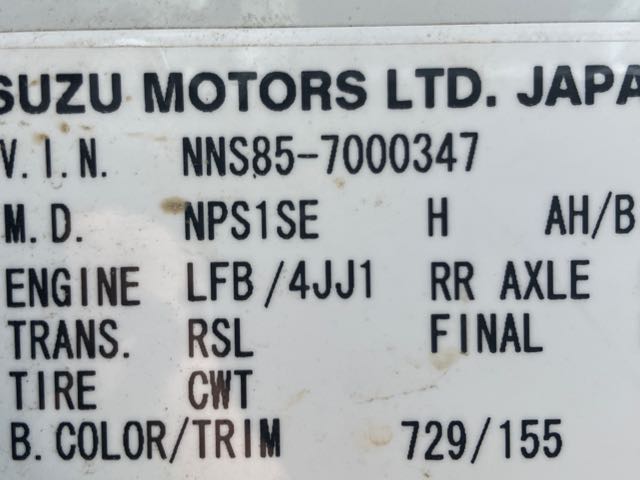 SUZU MOTORS LTD. JAPA
V.I.N. NNS85-7000347
M.D. NPS1SE H AH/B
ENGINE LFB/4JJ1 RR AXLE
TRANS. RSL FINAL
TIRE CWT
B.COLOR/TRIM 729/155